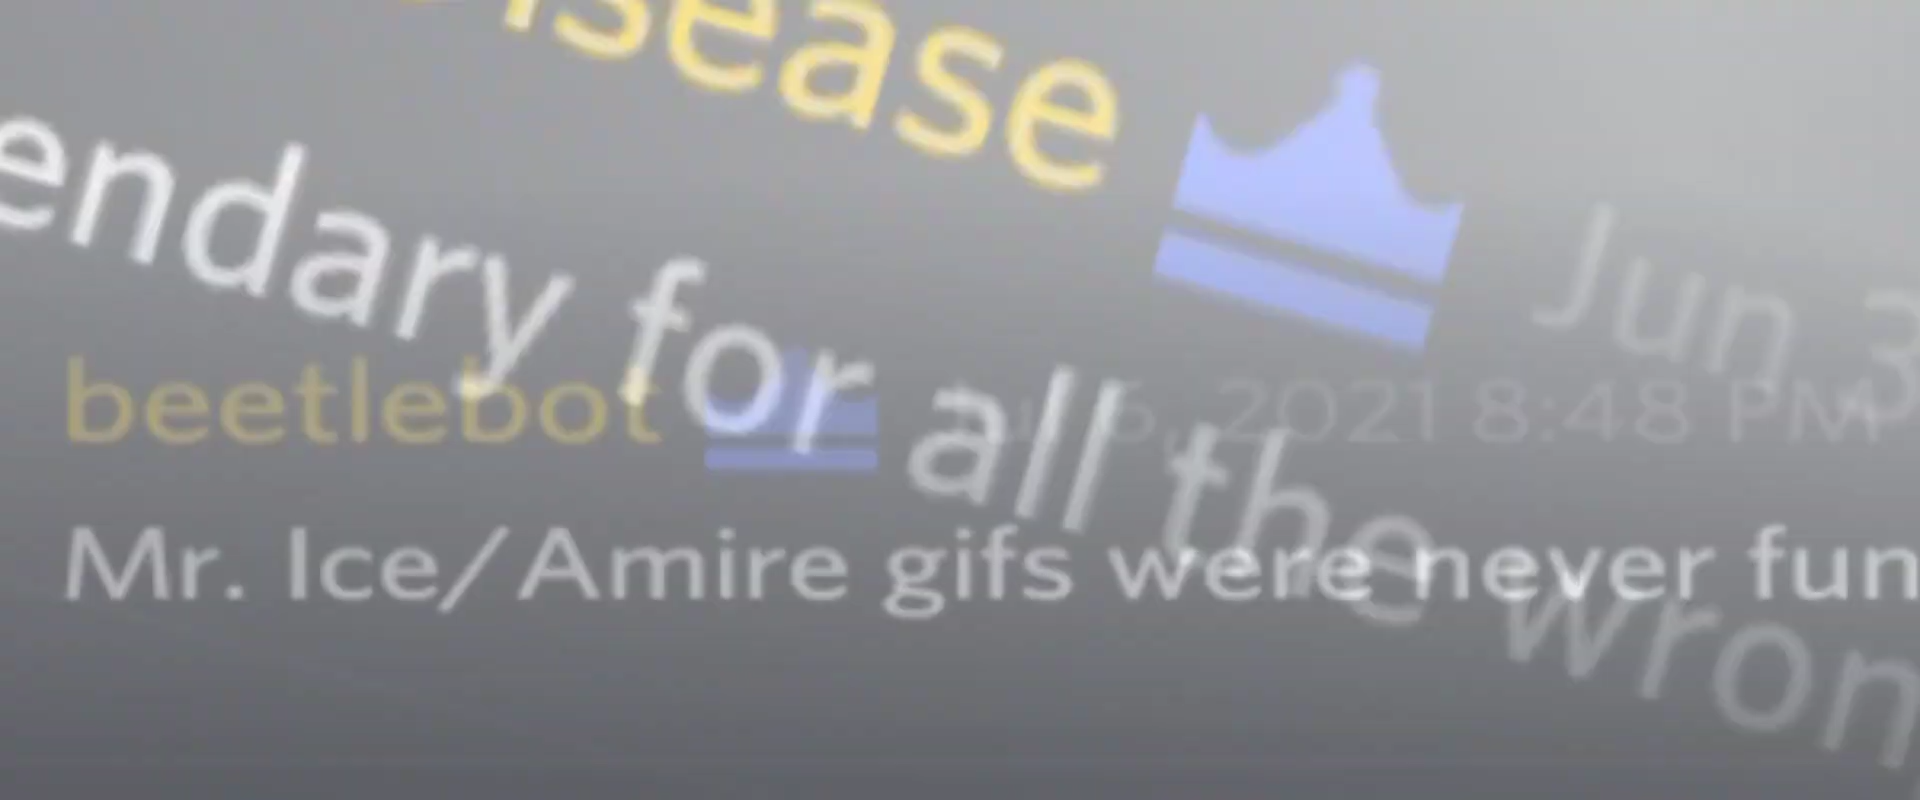 isease
Jun 3
endary for all the wron
beetlebot 6, 2021 8:48 PM
Mr. Ice/Amire gifs were never fun